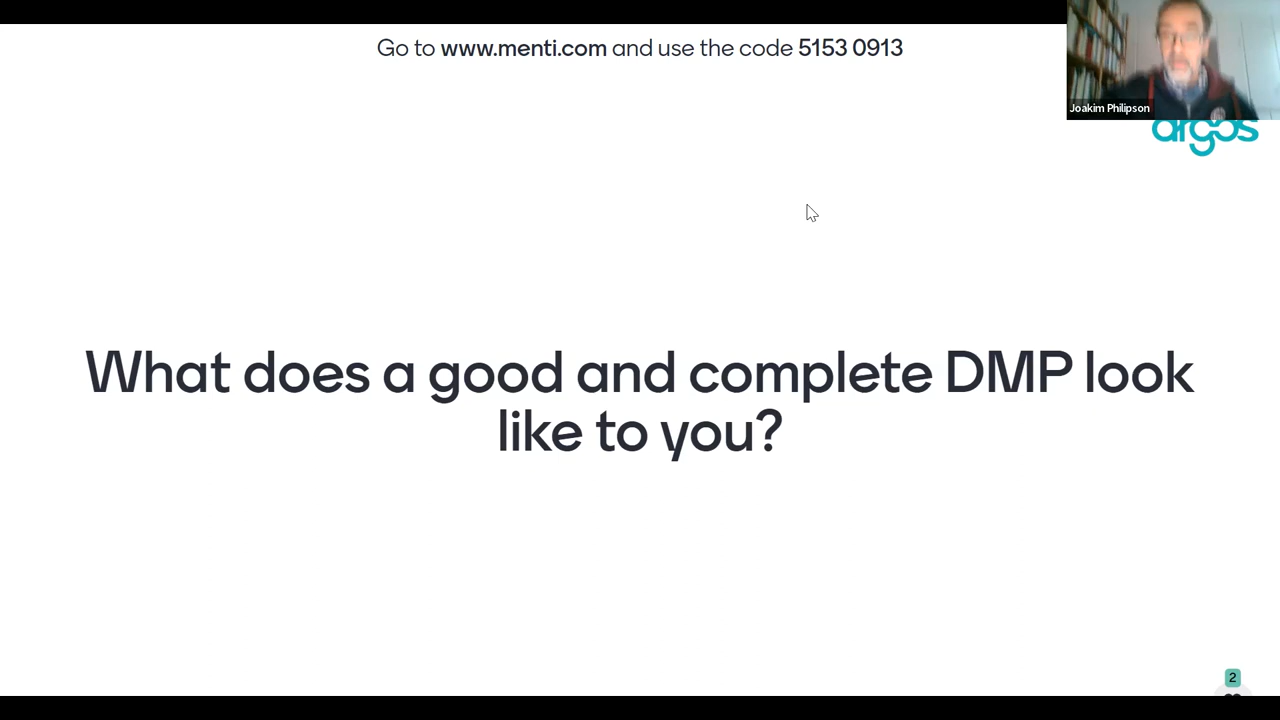 Go to www.menti.com and use the code 5153 0913
Joakim Philipson
argos
What does a good and complete DMP look
like to you?
2